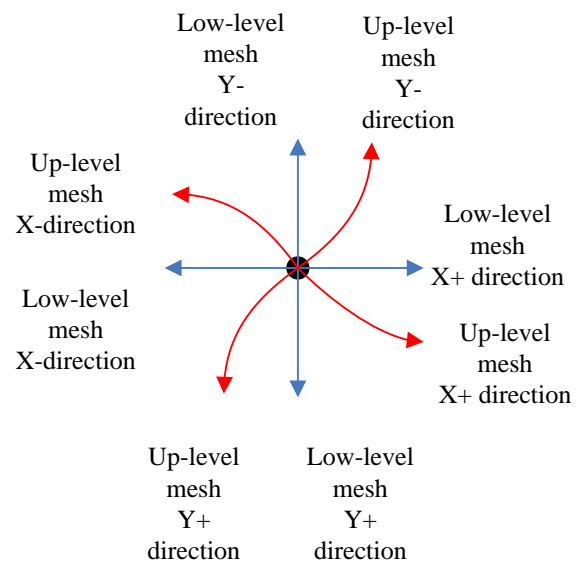 Low-level
mesh
Y-
direction
Up-level
mesh
Y-
direction
Up-level
mesh
X-direction
Low-level
mesh
X+ direction
Low-level
mesh
X-direction
Up-level
mesh
X+ direction
Up-level
mesh
Y+
direction
Low-level
mesh
Y+
direction